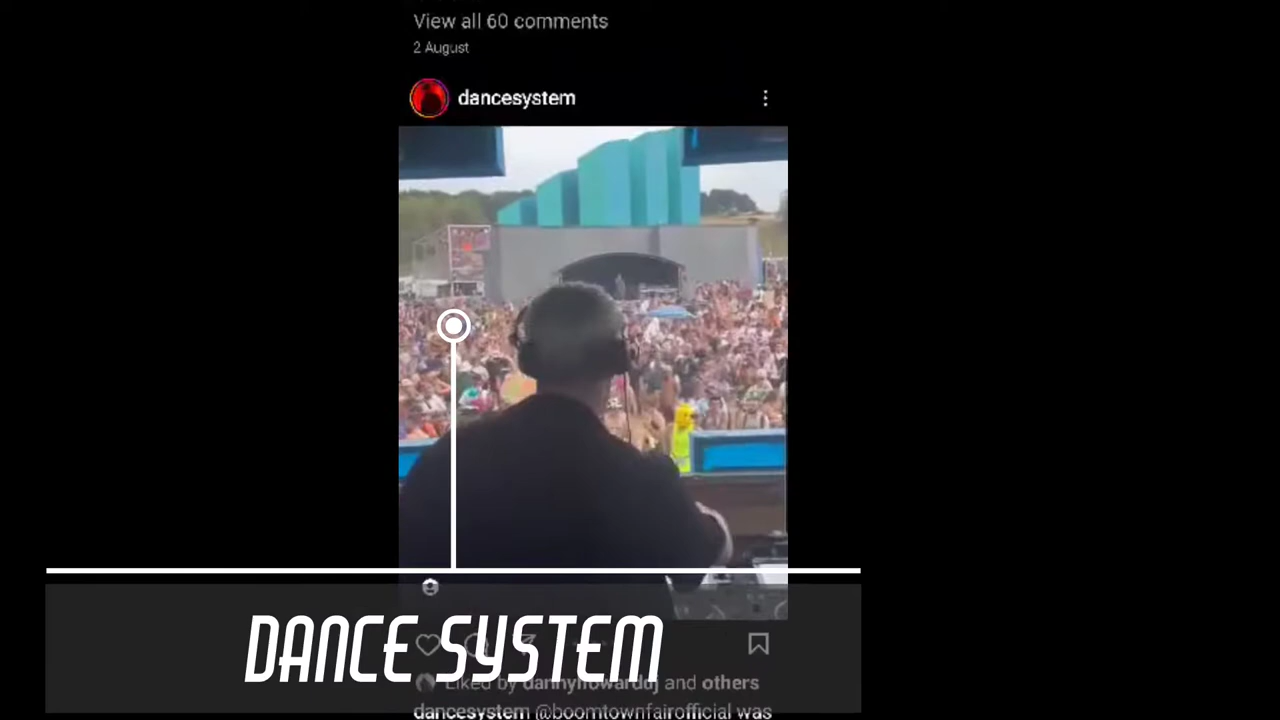 View all 60 comments
2 August
dancesystem
DANCE SYSTEM
Liked by dannyhowarddj and others
dancesystem @boomtownfairofficial was